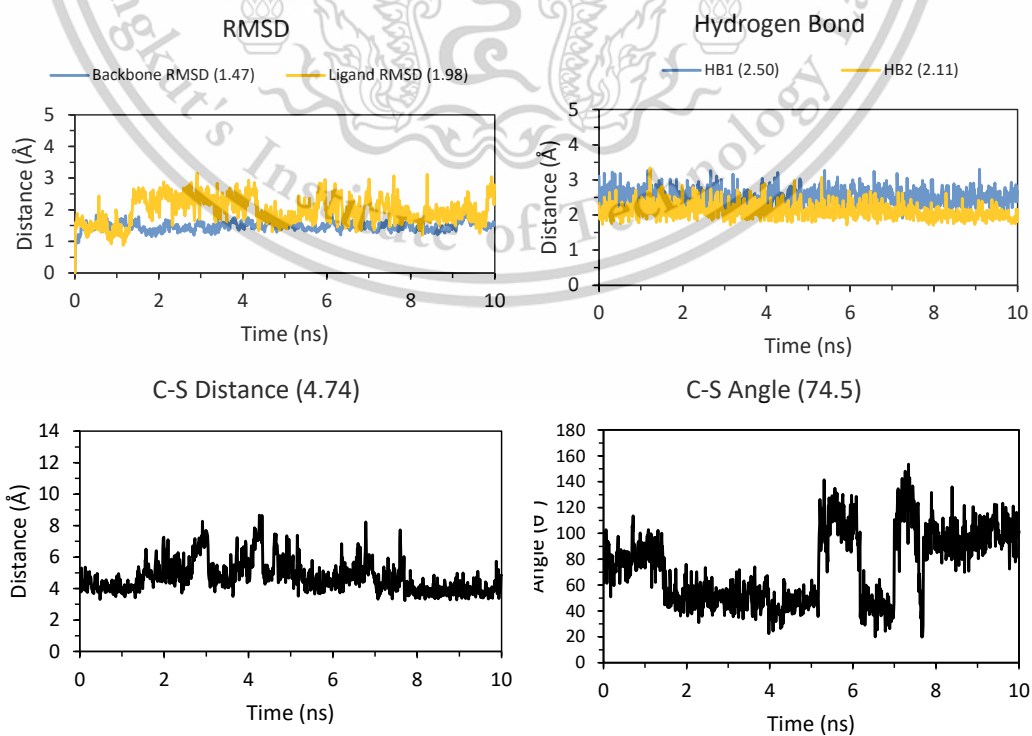 RMSD
Backbone RMSD (1.47) Ligand RMSD (1.98)
Distance (Å)
5
4
3
2
1
0
0 2 4 6 8 10
Time (ns)
Hydrogen Bond
HB1 (2.50) HB2 (2.11)
Distance (Å)
5
4
3
2
1
0
0 2 4 6 8 10
Time (ns)
C-S Distance (4.74)
Distance (Å)
14
12
10
8
6
4
2
0
0 2 4 6 8 10
Time (ns)
C-S Angle (74.5)
Angle (θ )
180
160
140
120
100
80
60
40
20
0
0 2 4 6 8 10
Time (ns)
Institute of Technology